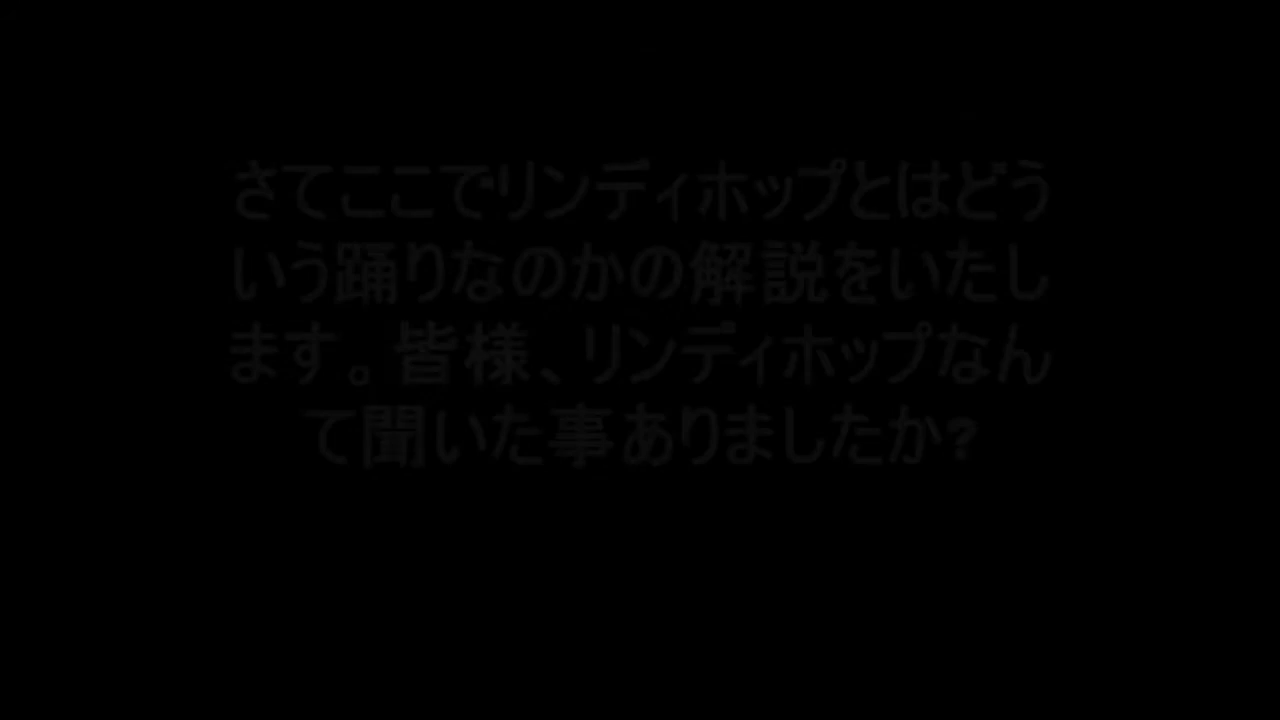 さてここでリンディホップとはどう
いう踊りなのかの解説をいたし
ます。皆様、リンディホップなん
て聞いた事ありましたか?